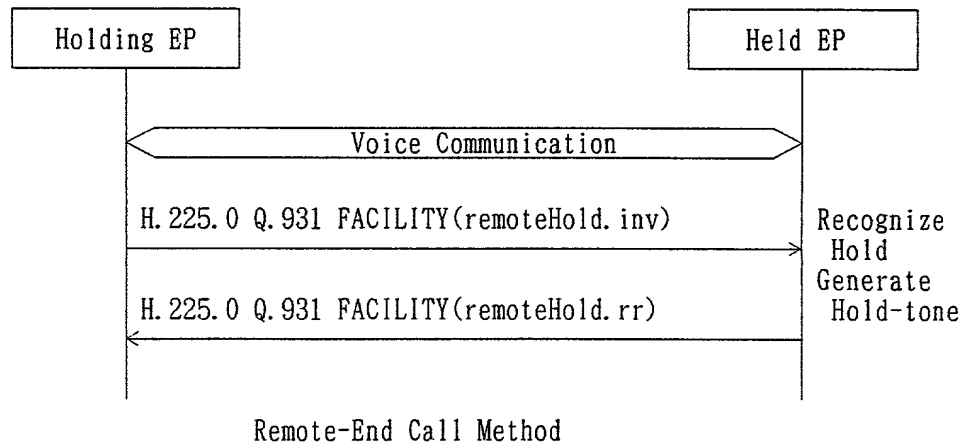 Holding EP
Held EP
Voice Communication
H.225.0 Q.931 FACILITY(remoteHold.inv)
Recognize
Hold
Generate
Hold-tone
H.225.0 Q.931 FACILITY(remoteHold.rr)
Remote-End Call Method